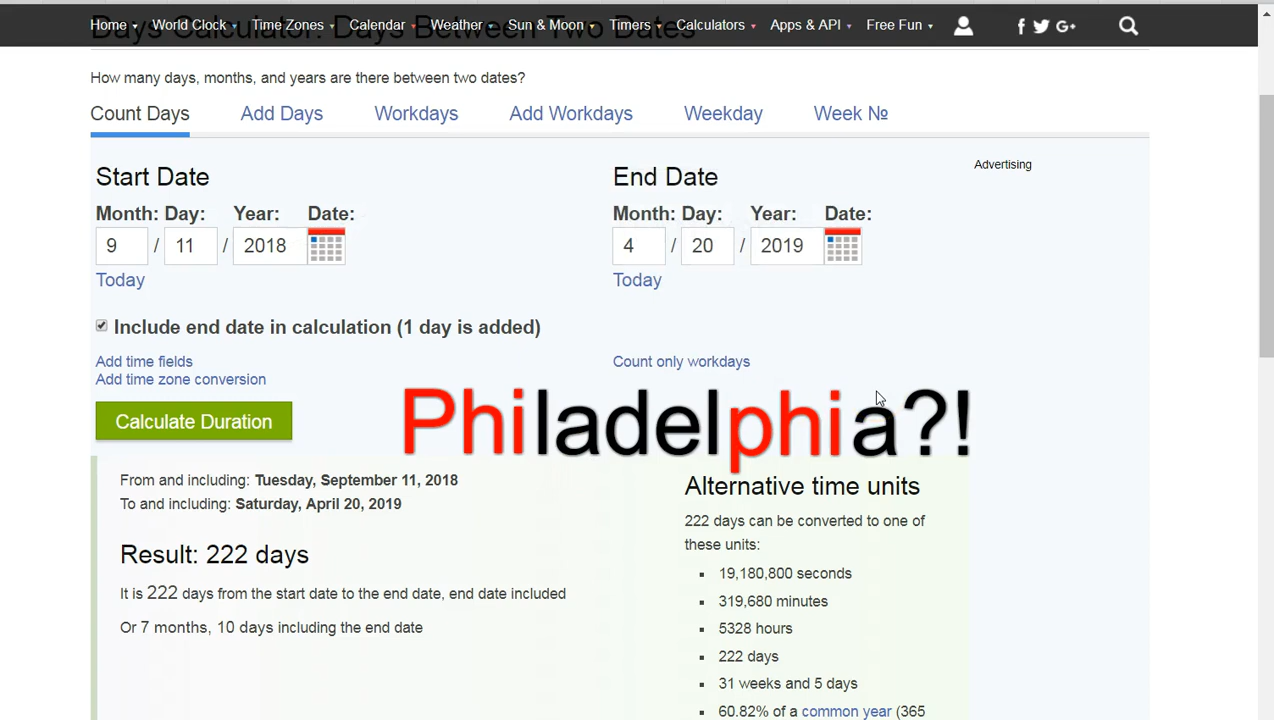 Home World Clock Time Zones Calendar Weather Sun & Moon Timers Calculators Apps & API Free Fun
Days Calculator: Days Between Two Dates
How many days, months, and years are there between two dates?
Count Days Add Days Workdays Add Workdays Weekday Week №
Advertising
Start Date
Month: Day: Year: Date:
9 / 11 / 2018
Today
End Date
Month: Day: Year: Date:
4 / 20 / 2019
Today
Include end date in calculation (1 day is added)
Add time fields
Add time zone conversion
Count only workdays
Calculate Duration
Philadelphia?!
From and including: Tuesday, September 11, 2018
To and including: Saturday, April 20, 2019
Result: 222 days
It is 222 days from the start date to the end date, end date included
Or 7 months, 10 days including the end date
Alternative time units
222 days can be converted to one of
these units:
19,180,800 seconds
319,680 minutes
5328 hours
222 days
31 weeks and 5 days
60.82% of a common year (365